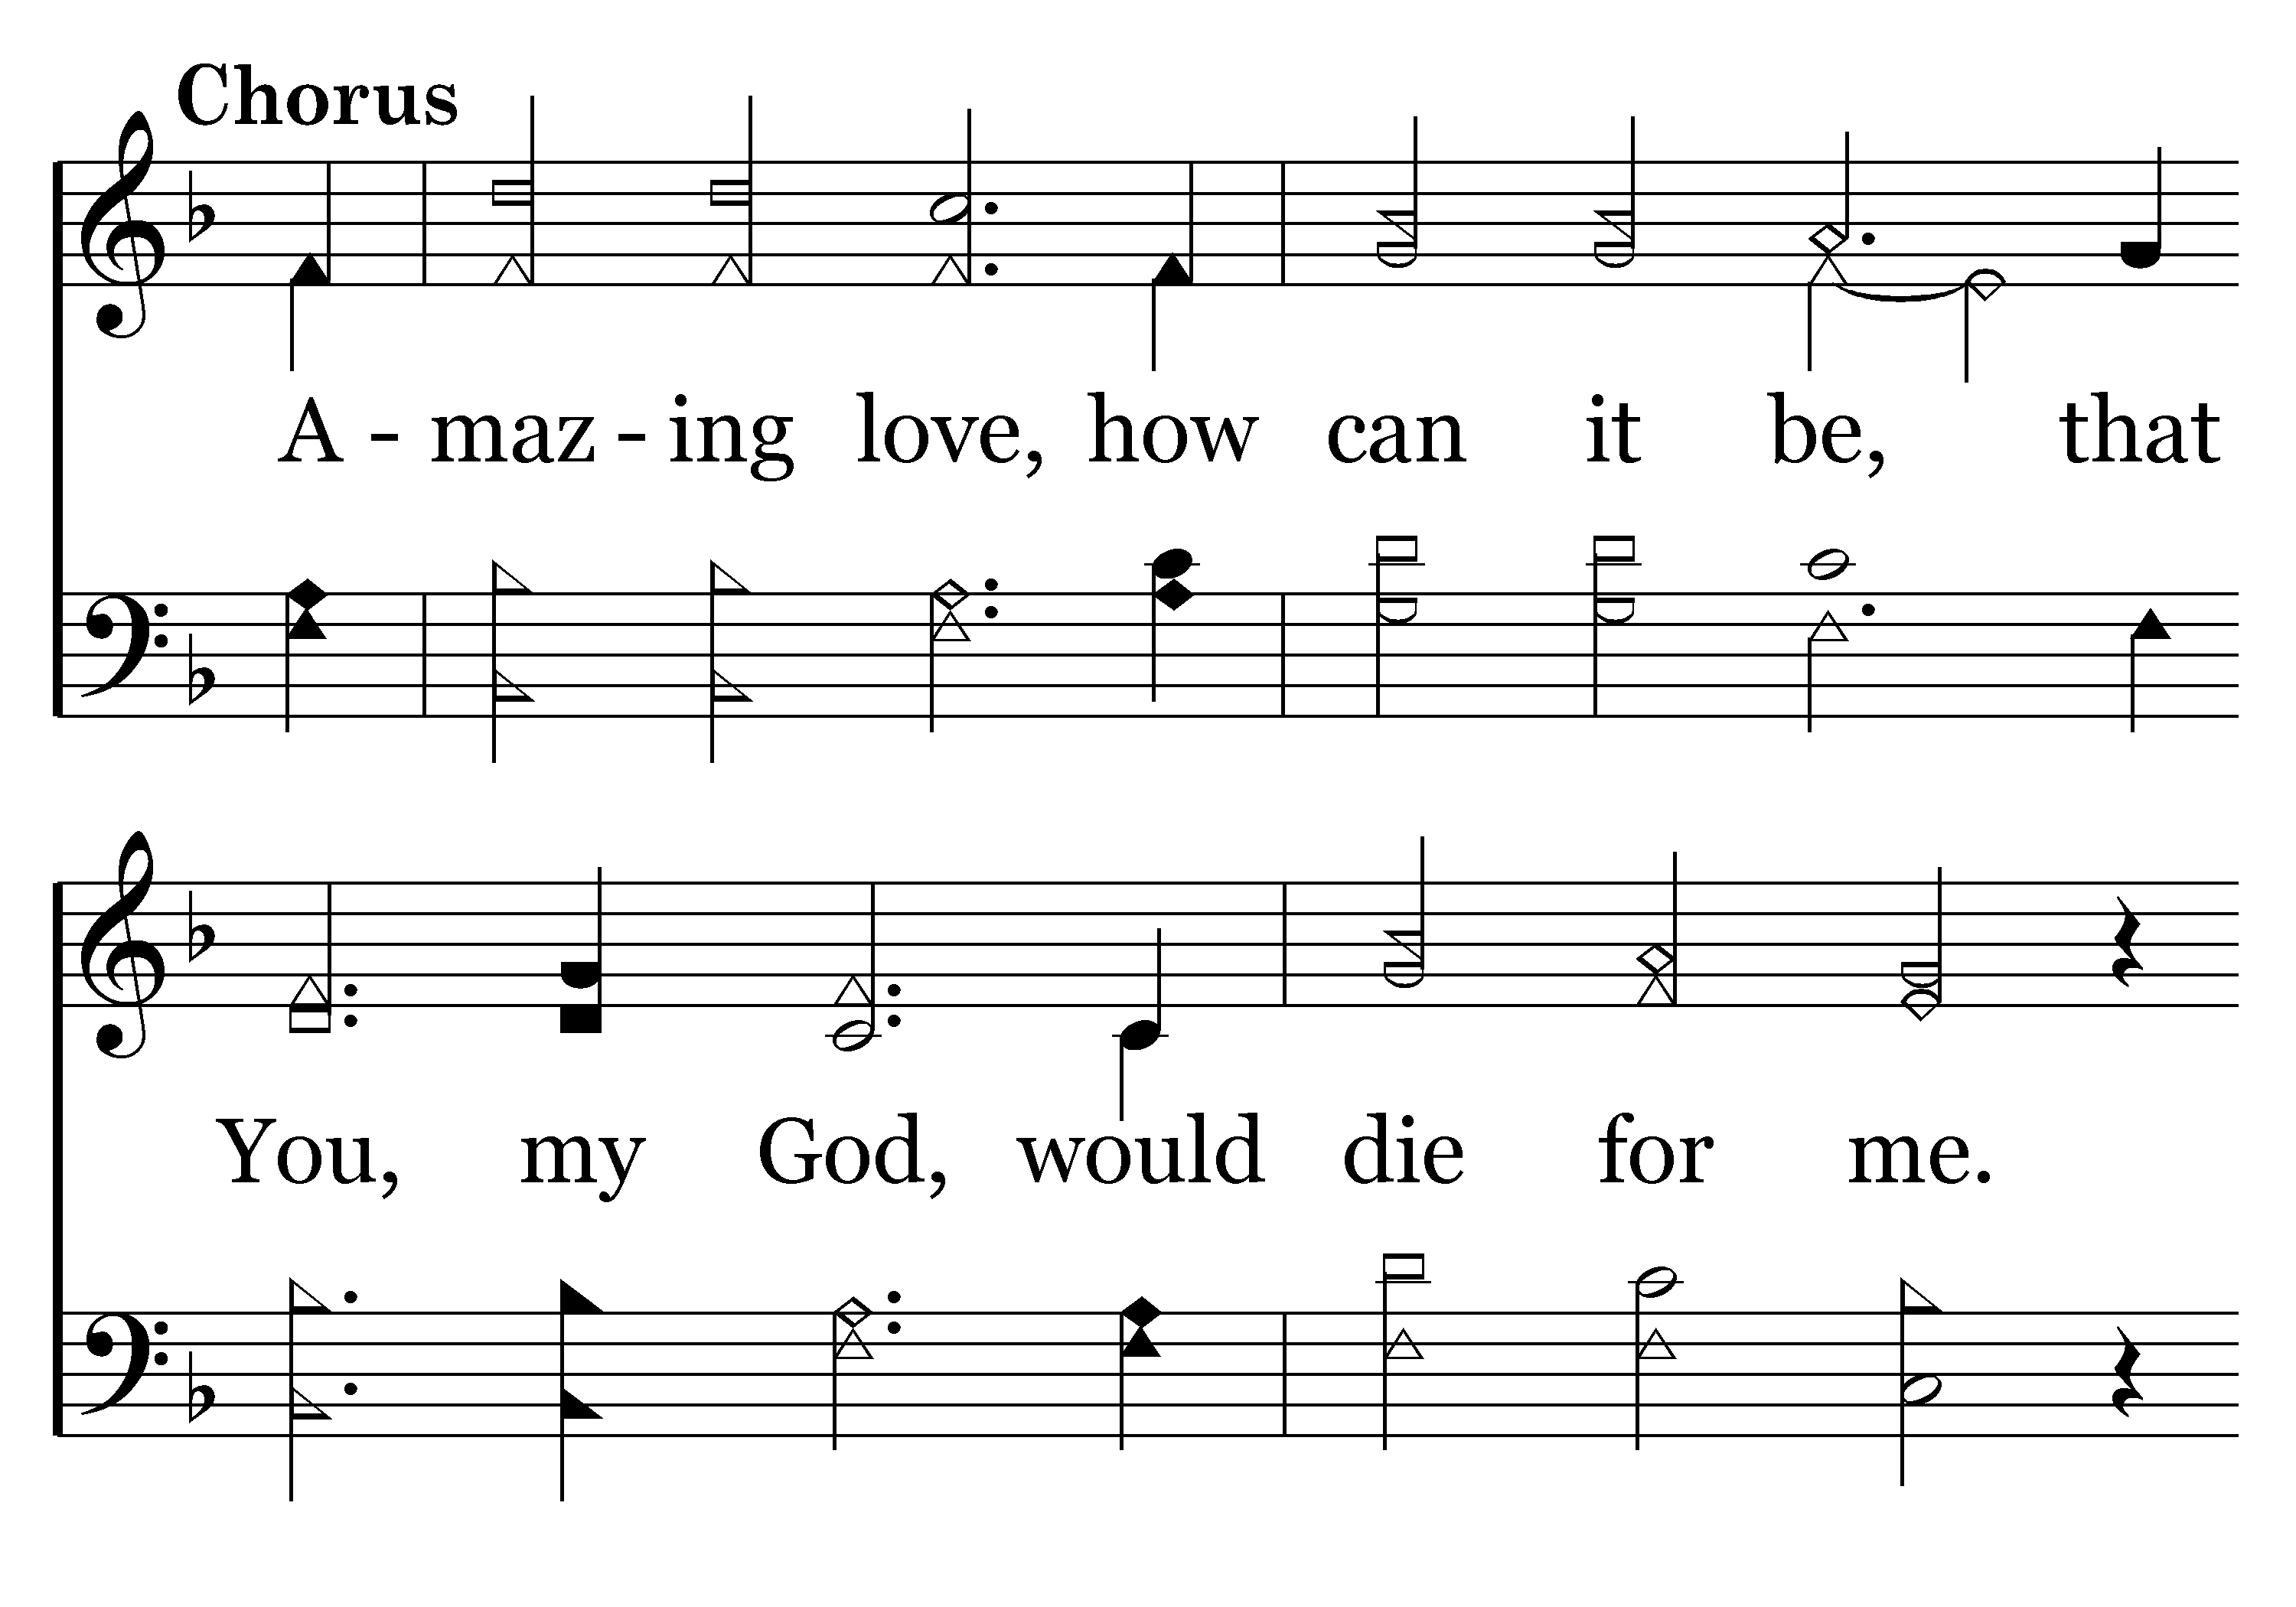 Chorus
A - maz - ing love, how can it be, that
You, my God, would die for me.